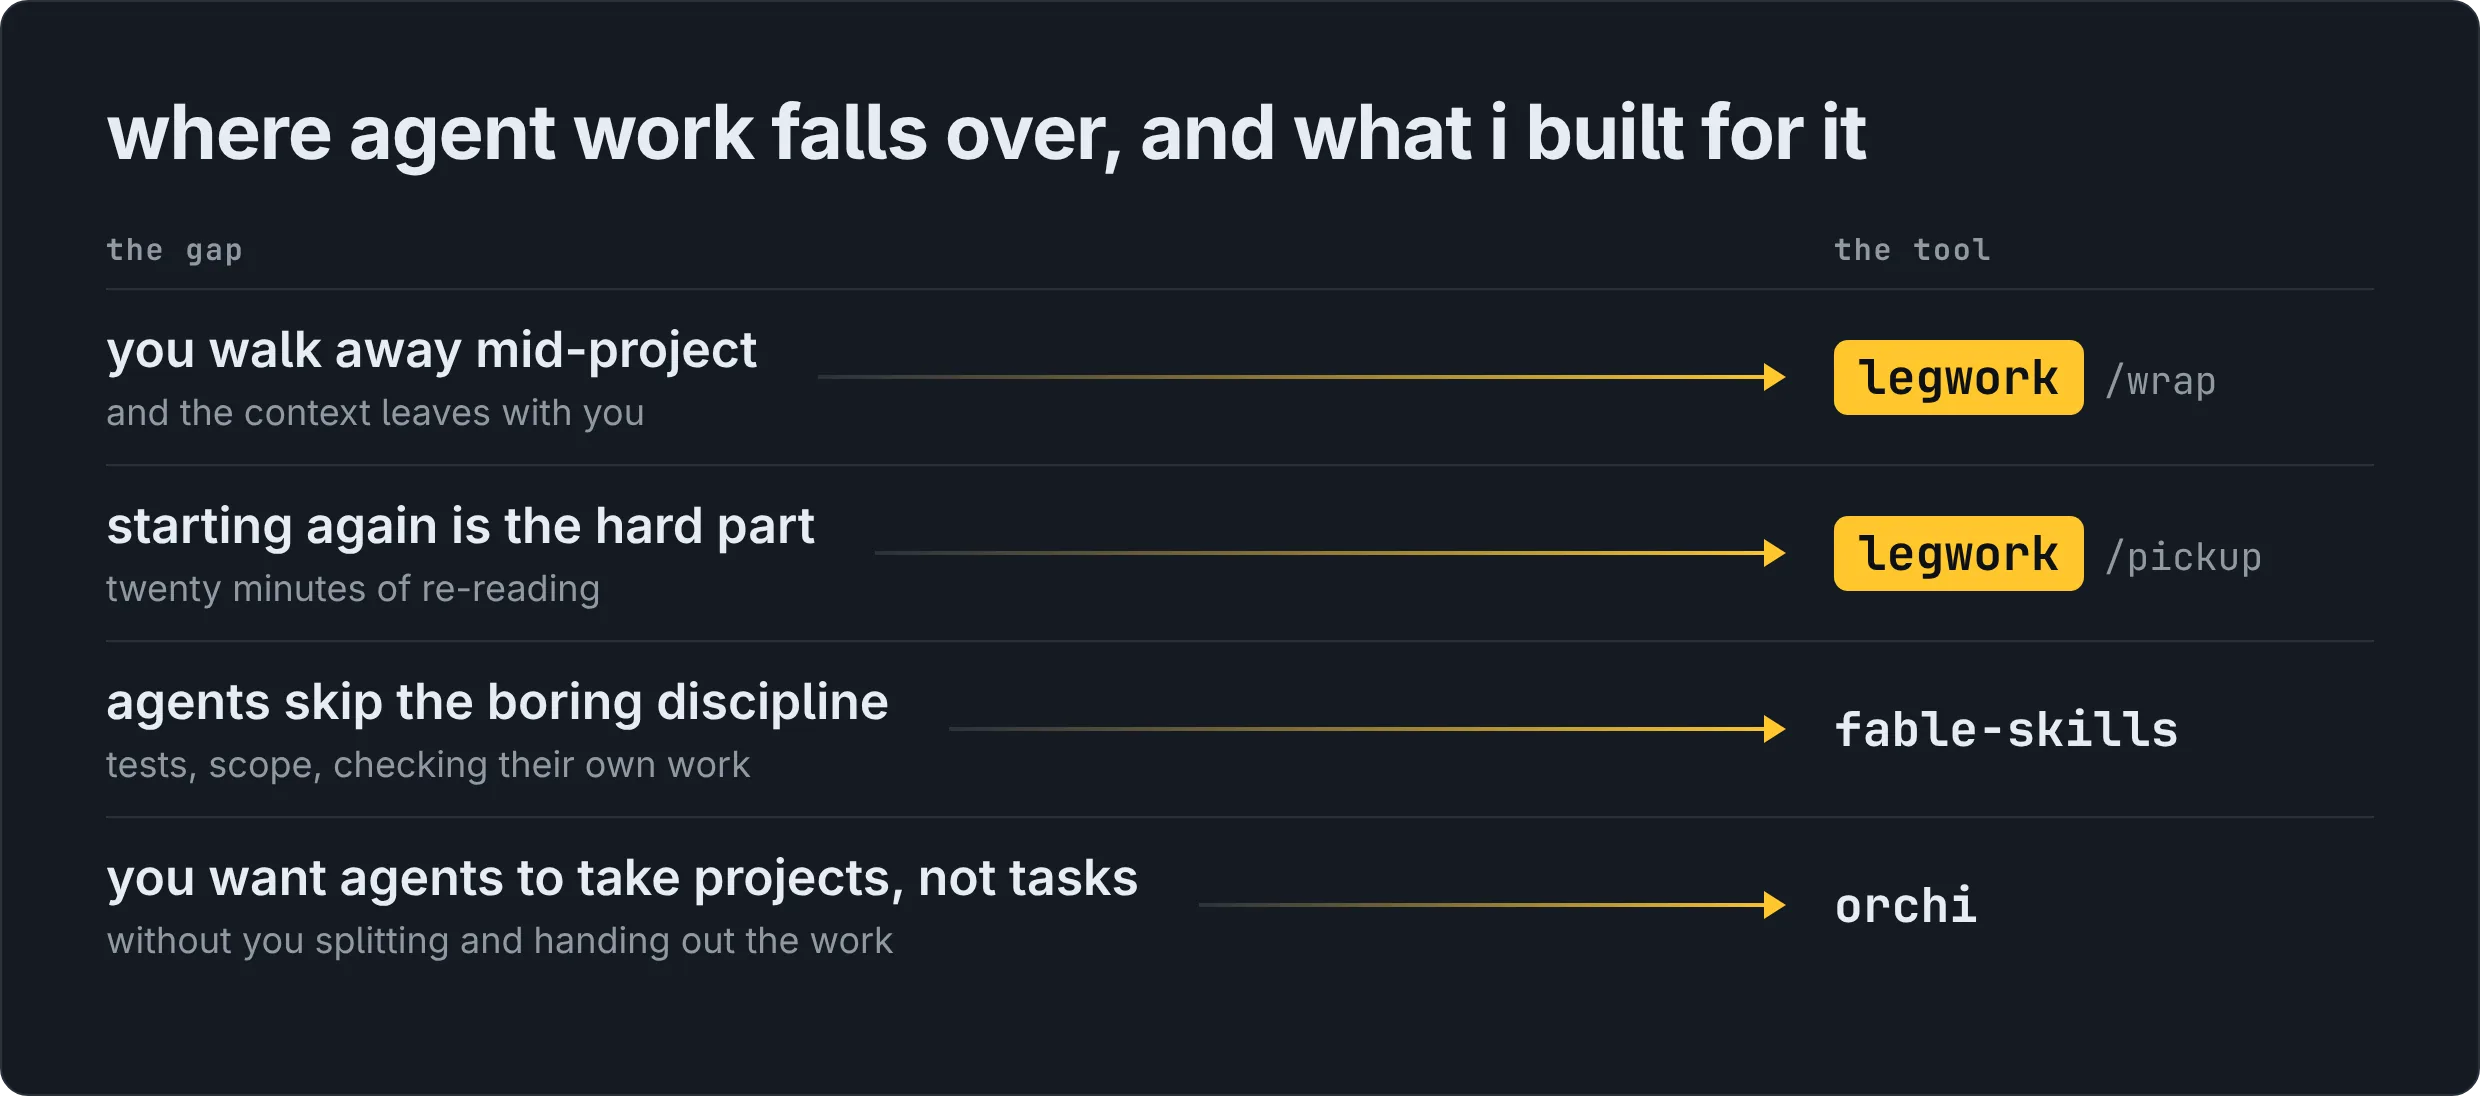 where agent work falls over, and what i built for it
the gap
the tool
you walk away mid-project
and the context leaves with you
legwork /wrap
starting again is the hard part
twenty minutes of re-reading
legwork /pickup
agents skip the boring discipline
tests, scope, checking their own work
fable-skills
you want agents to take projects, not tasks
without you splitting and handing out the work
orchi